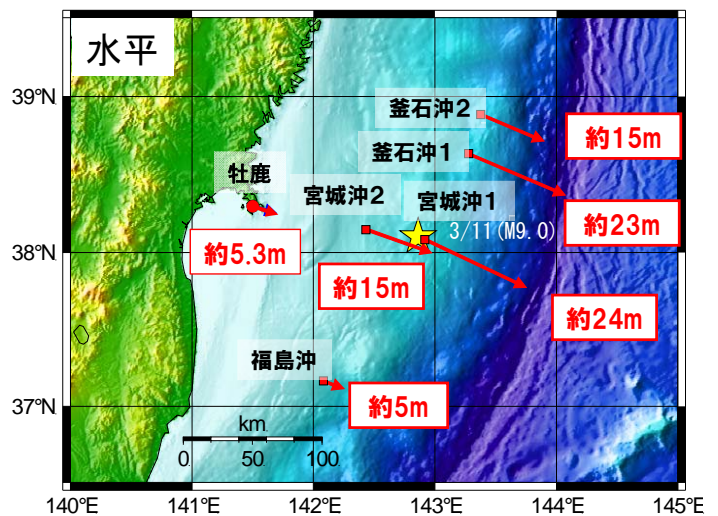 水平
39°N
38°N
37°N
釜石沖2
約15m
釜石沖1
約23m
牡鹿
宮城沖2
宮城沖1
3/11(M9.0)
約5.3m
約15m
約24m
福島沖
約5m
km
0. 50. 100.
140°E 141°E 142°E 143°E 144°E 145°E